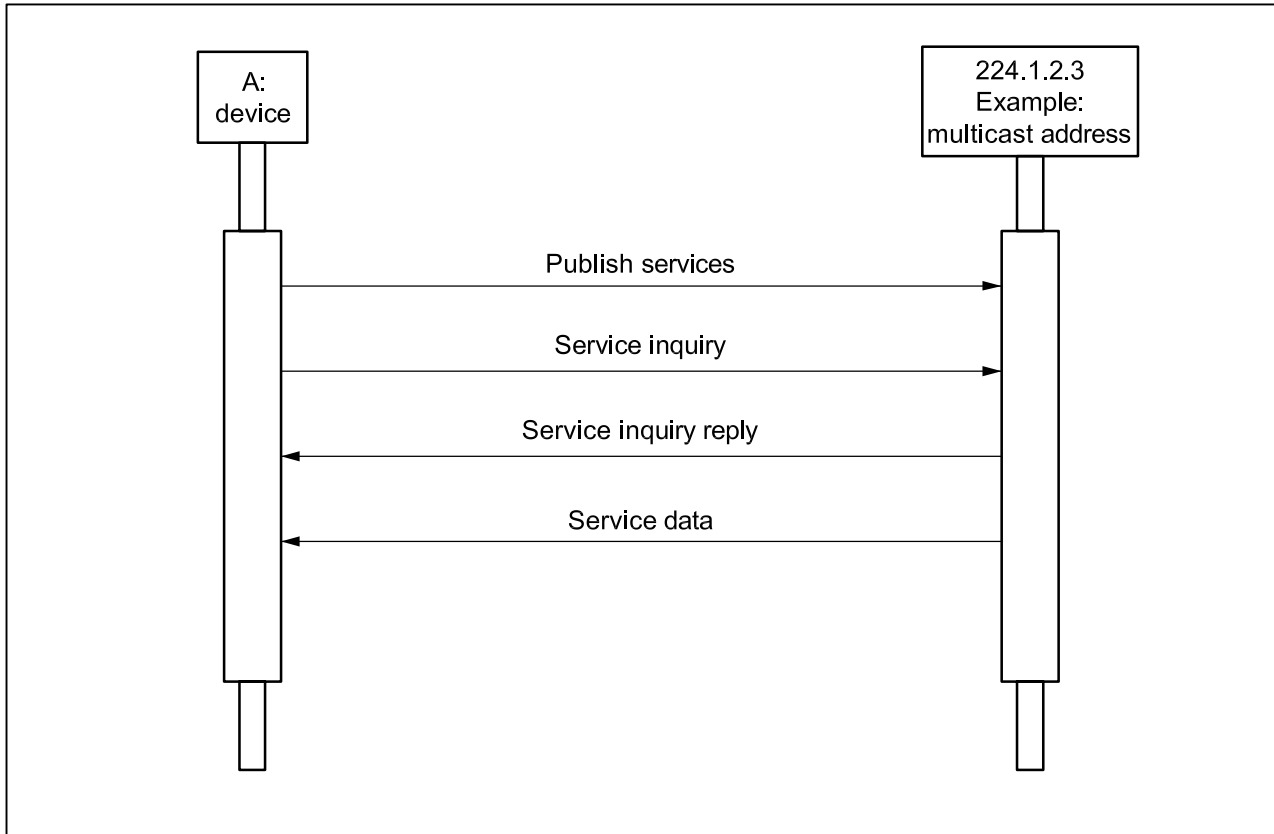 A:
device
224.1.2.3
Example:
multicast address
Publish services
Service inquiry
Service inquiry reply
Service data